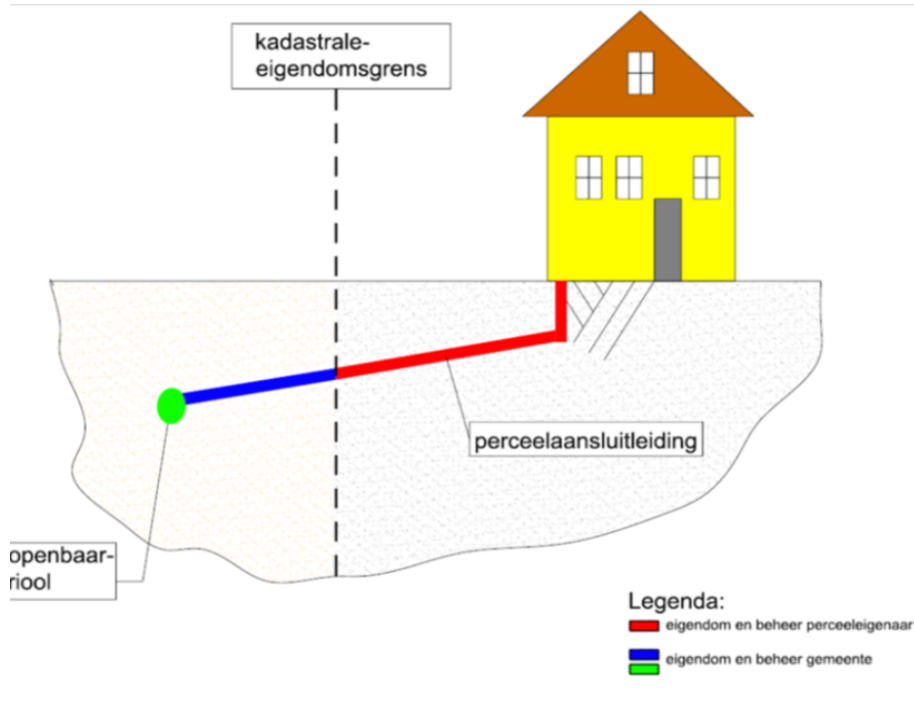 kadastrale-
eigendomsgrens
perceelaansluitleiding
openbaar-
riool
Legenda:
eigendom en beheer perceeleigenaar
eigendom en beheer gemeente